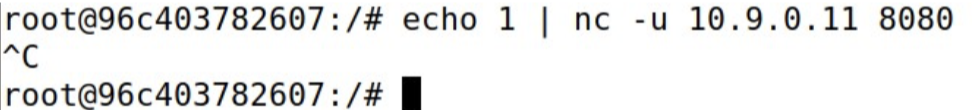 root@96c403782607:/# echo 1 | nc -u 10.9.0.11 8080
^C
root@96c403782607:/#